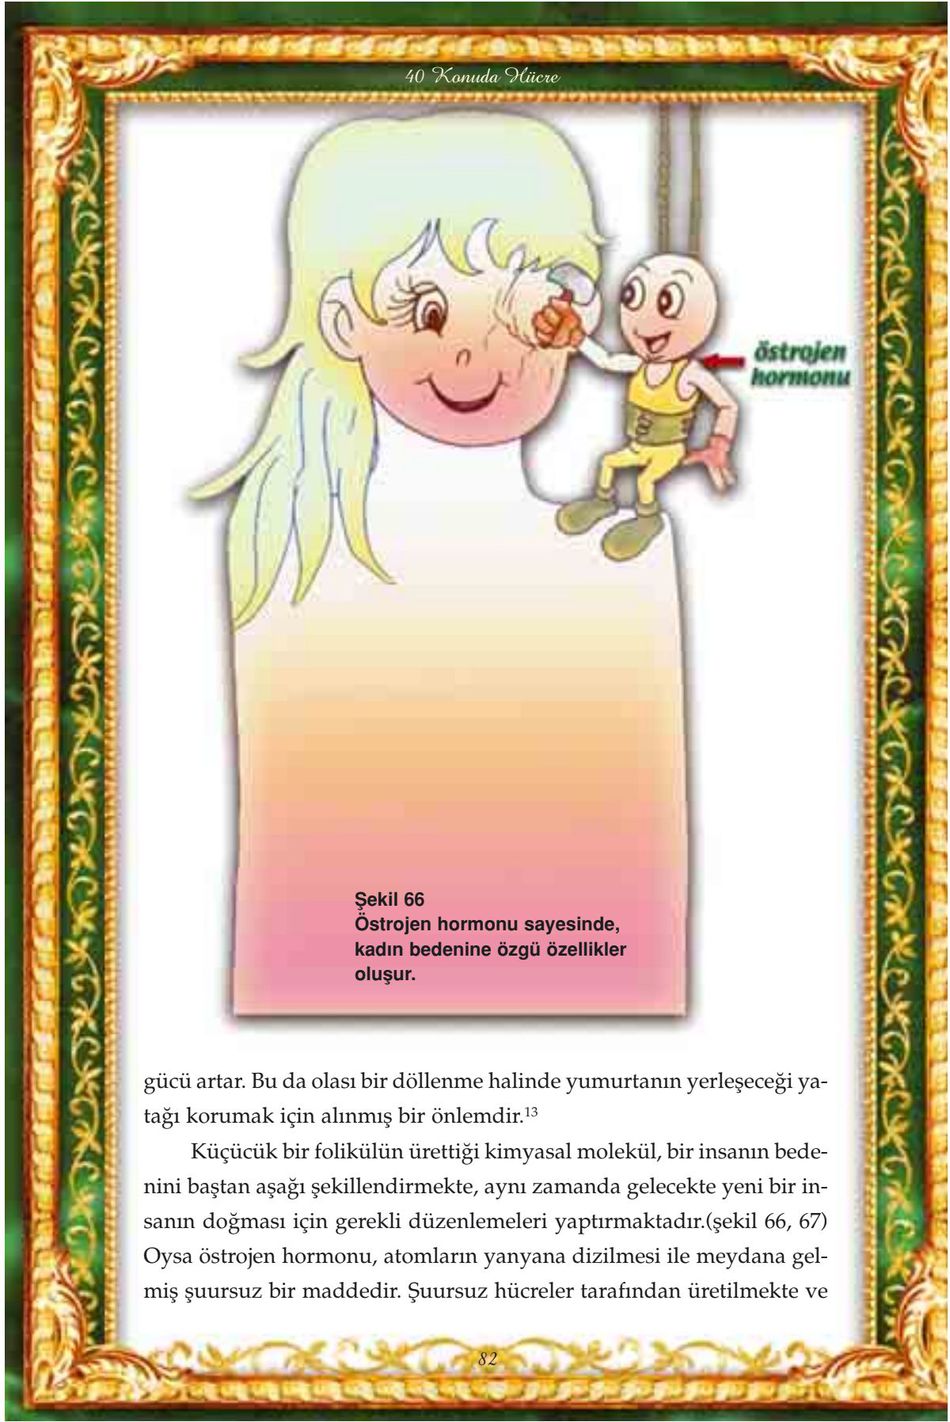 40 Konuda Hücre
östrojen
hormonu
Şekil 66
Östrojen hormonu sayesinde,
kadın bedenine özgü özellikler
oluşur.
gücü artar. Bu da olası bir döllenme halinde yumurtanın yerleşeceği ya-
tağı korumak için alınmış bir önlemdir.13
Küçücük bir folikülün ürettiği kimyasal molekül, bir insanın bede-
nini baştan aşağı şekillendirmekte, aynı zamanda gelecekte yeni bir in-
sanın doğması için gerekli düzenlemeleri yaptırmaktadır.(şekil 66, 67)
Oysa östrojen hormonu, atomların yanyana dizilmesi ile meydana gel-
miş şuursuz bir maddedir. Şuursuz hücreler tarafından üretilmekte ve
82